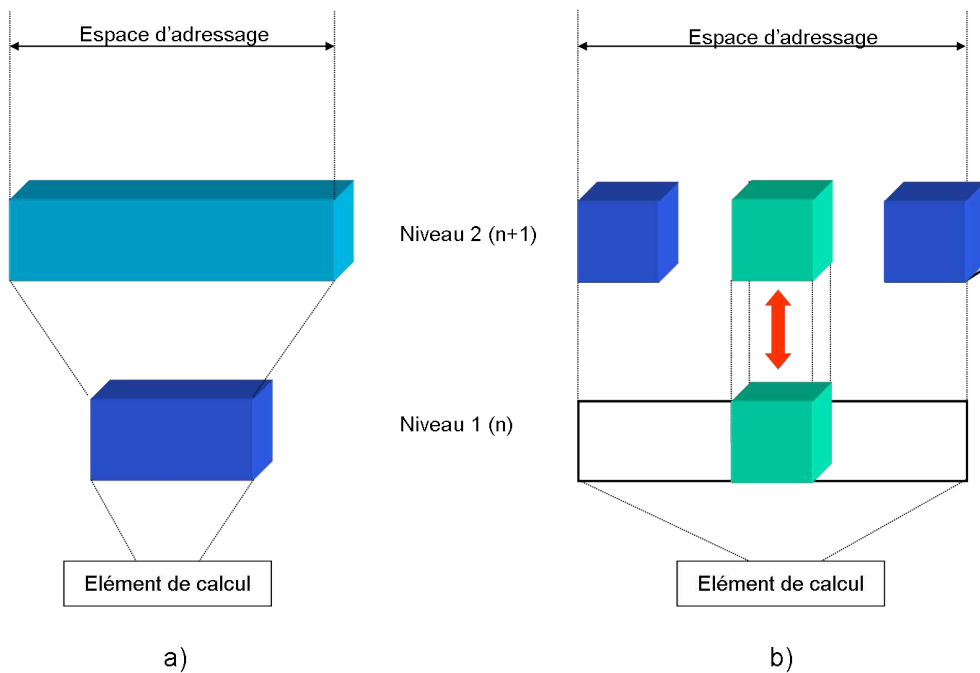 Espace d'adressage
Espace d'adressage
Niveau 2 (n+1)
Niveau 1 (n)
Elément de calcul
Elément de calcul
a)
b)